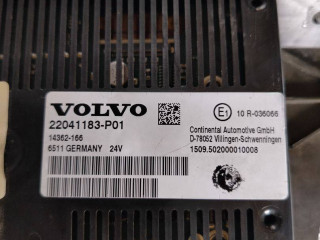 VOLVO
22041183-P01
14362-166
6511 GERMANY 24V
E1 10 R-036066
Continental Automotive GmbH
D-78052 Villingen-Schwenningen
1509.502000010008